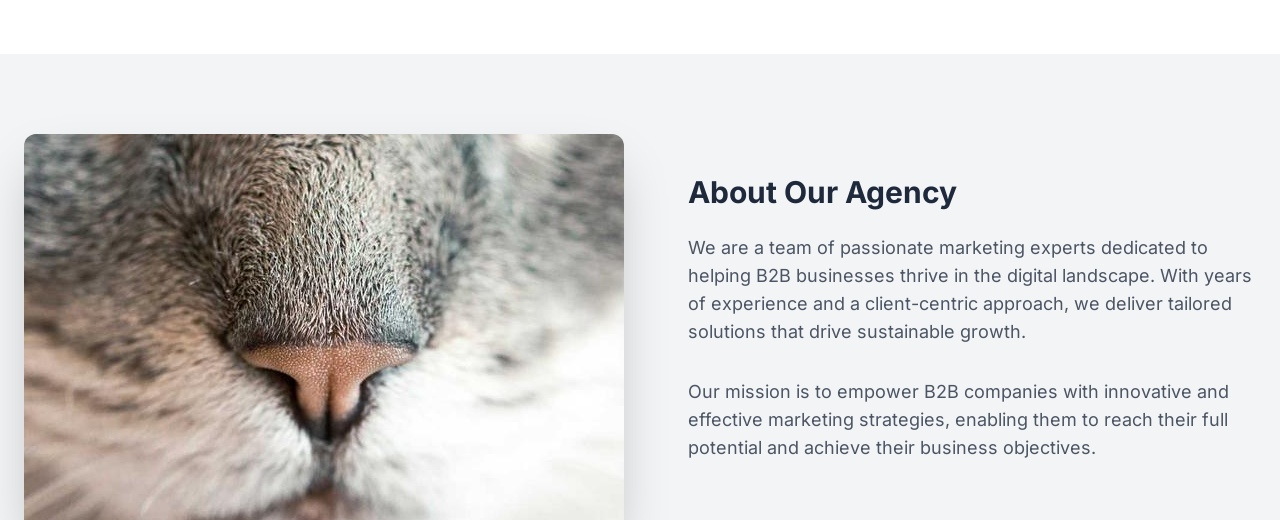 About Our Agency
We are a team of passionate marketing experts dedicated to
helping B2B businesses thrive in the digital landscape. With years
of experience and a client-centric approach, we deliver tailored
solutions that drive sustainable growth.
Our mission is to empower B2B companies with innovative and
effective marketing strategies, enabling them to reach their full
potential and achieve their business objectives.